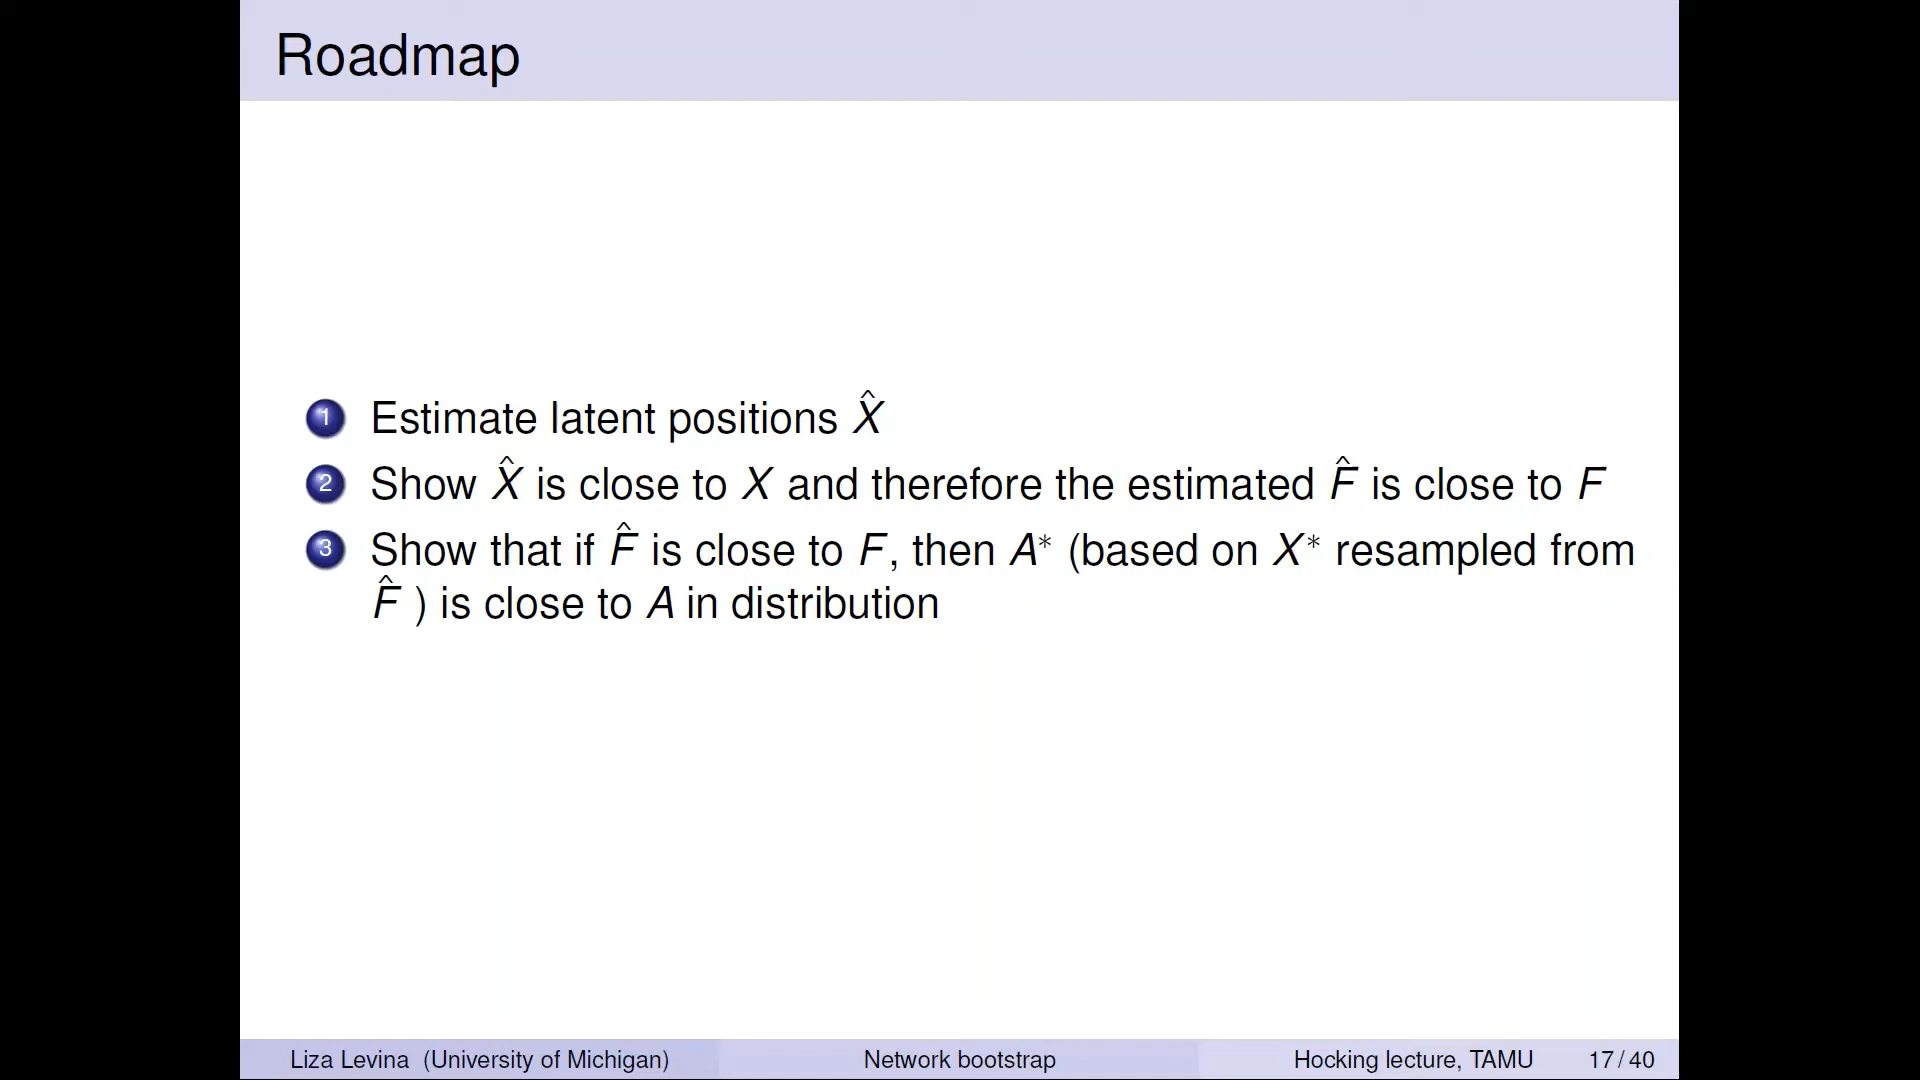 Roadmap
1 Estimate latent positions X̂
2 Show X̂ is close to X and therefore the estimated F̂ is close to F
3 Show that if F̂ is close to F, then A* (based on X* resampled from
F̂ ) is close to A in distribution
Liza Levina (University of Michigan) Network bootstrap Hocking lecture, TAMU 17 / 40